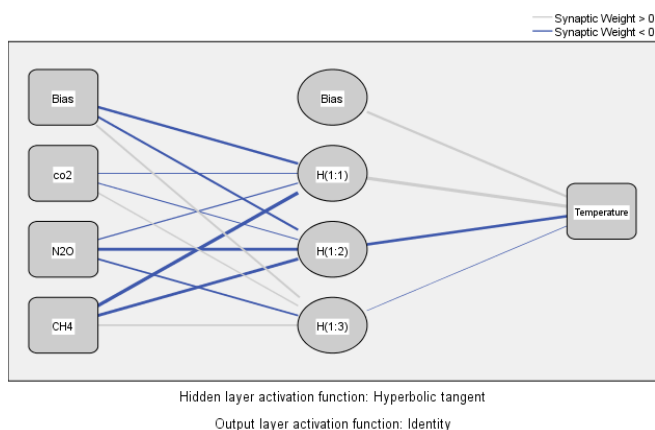 Synaptic Weight > 0
Synaptic Weight < 0
Bias
Bias
co2
H(1:1)
Temperature
N2O
H(1:2)
CH4
H(1:3)
Hidden layer activation function: Hyperbolic tangent
Output layer activation function: Identity